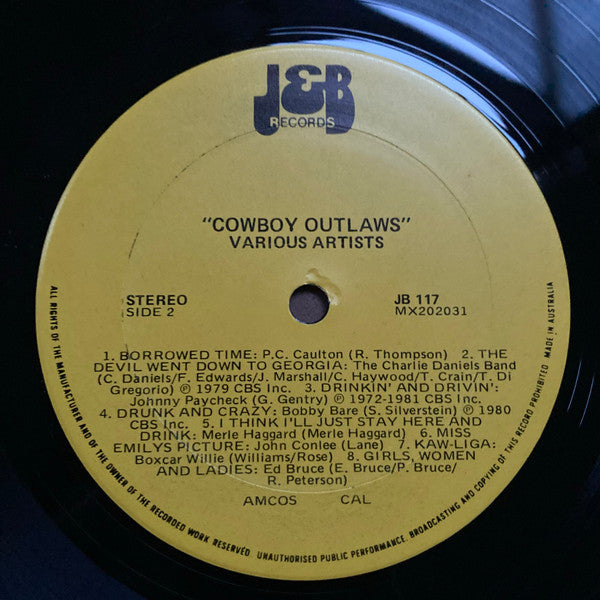 J&B
RECORDS
"COWBOY OUTLAWS"
VARIOUS ARTISTS
STEREO
SIDE 2
JB 117
MX202031
1. BORROWED TIME: P.C. Caulton (R. Thompson) 2. THE
DEVIL WENT DOWN TO GEORGIA: The Charlie Daniels Band
(C. Daniels/F. Edwards/J. Marshall/C. Haywood/T. Crain/T. Di
Gregorio) ℗ 1979 CBS Inc. 3. DRINKIN' AND DRIVIN':
Johnny Paycheck (G. Gentry) ℗ 1972-1981 CBS Inc.
4. DRUNK AND CRAZY: Bobby Bare (S. Silverstein) ℗ 1980
CBS Inc. 5. I THINK I'LL JUST STAY HERE AND
DRINK: Merle Haggard (Merle Haggard) 6. MISS
EMILYS PICTURE: John Conlee (Lane) 7. KAW-LIGA:
Boxcar Willie (Williams/Rose) 8. GIRLS, WOMEN
AND LADIES: Ed Bruce (E. Bruce/P. Bruce/
R. Peterson)
AMCOS CAL
ALL RIGHTS OF THE MANUFACTURER AND OF THE OWNER OF THE RECORDED WORK RESERVED. UNAUTHORISED PUBLIC PERFORMANCE. BROADCASTING AND COPYING OF THIS RECORD PROHIBITED. MADE IN AUSTRALIA